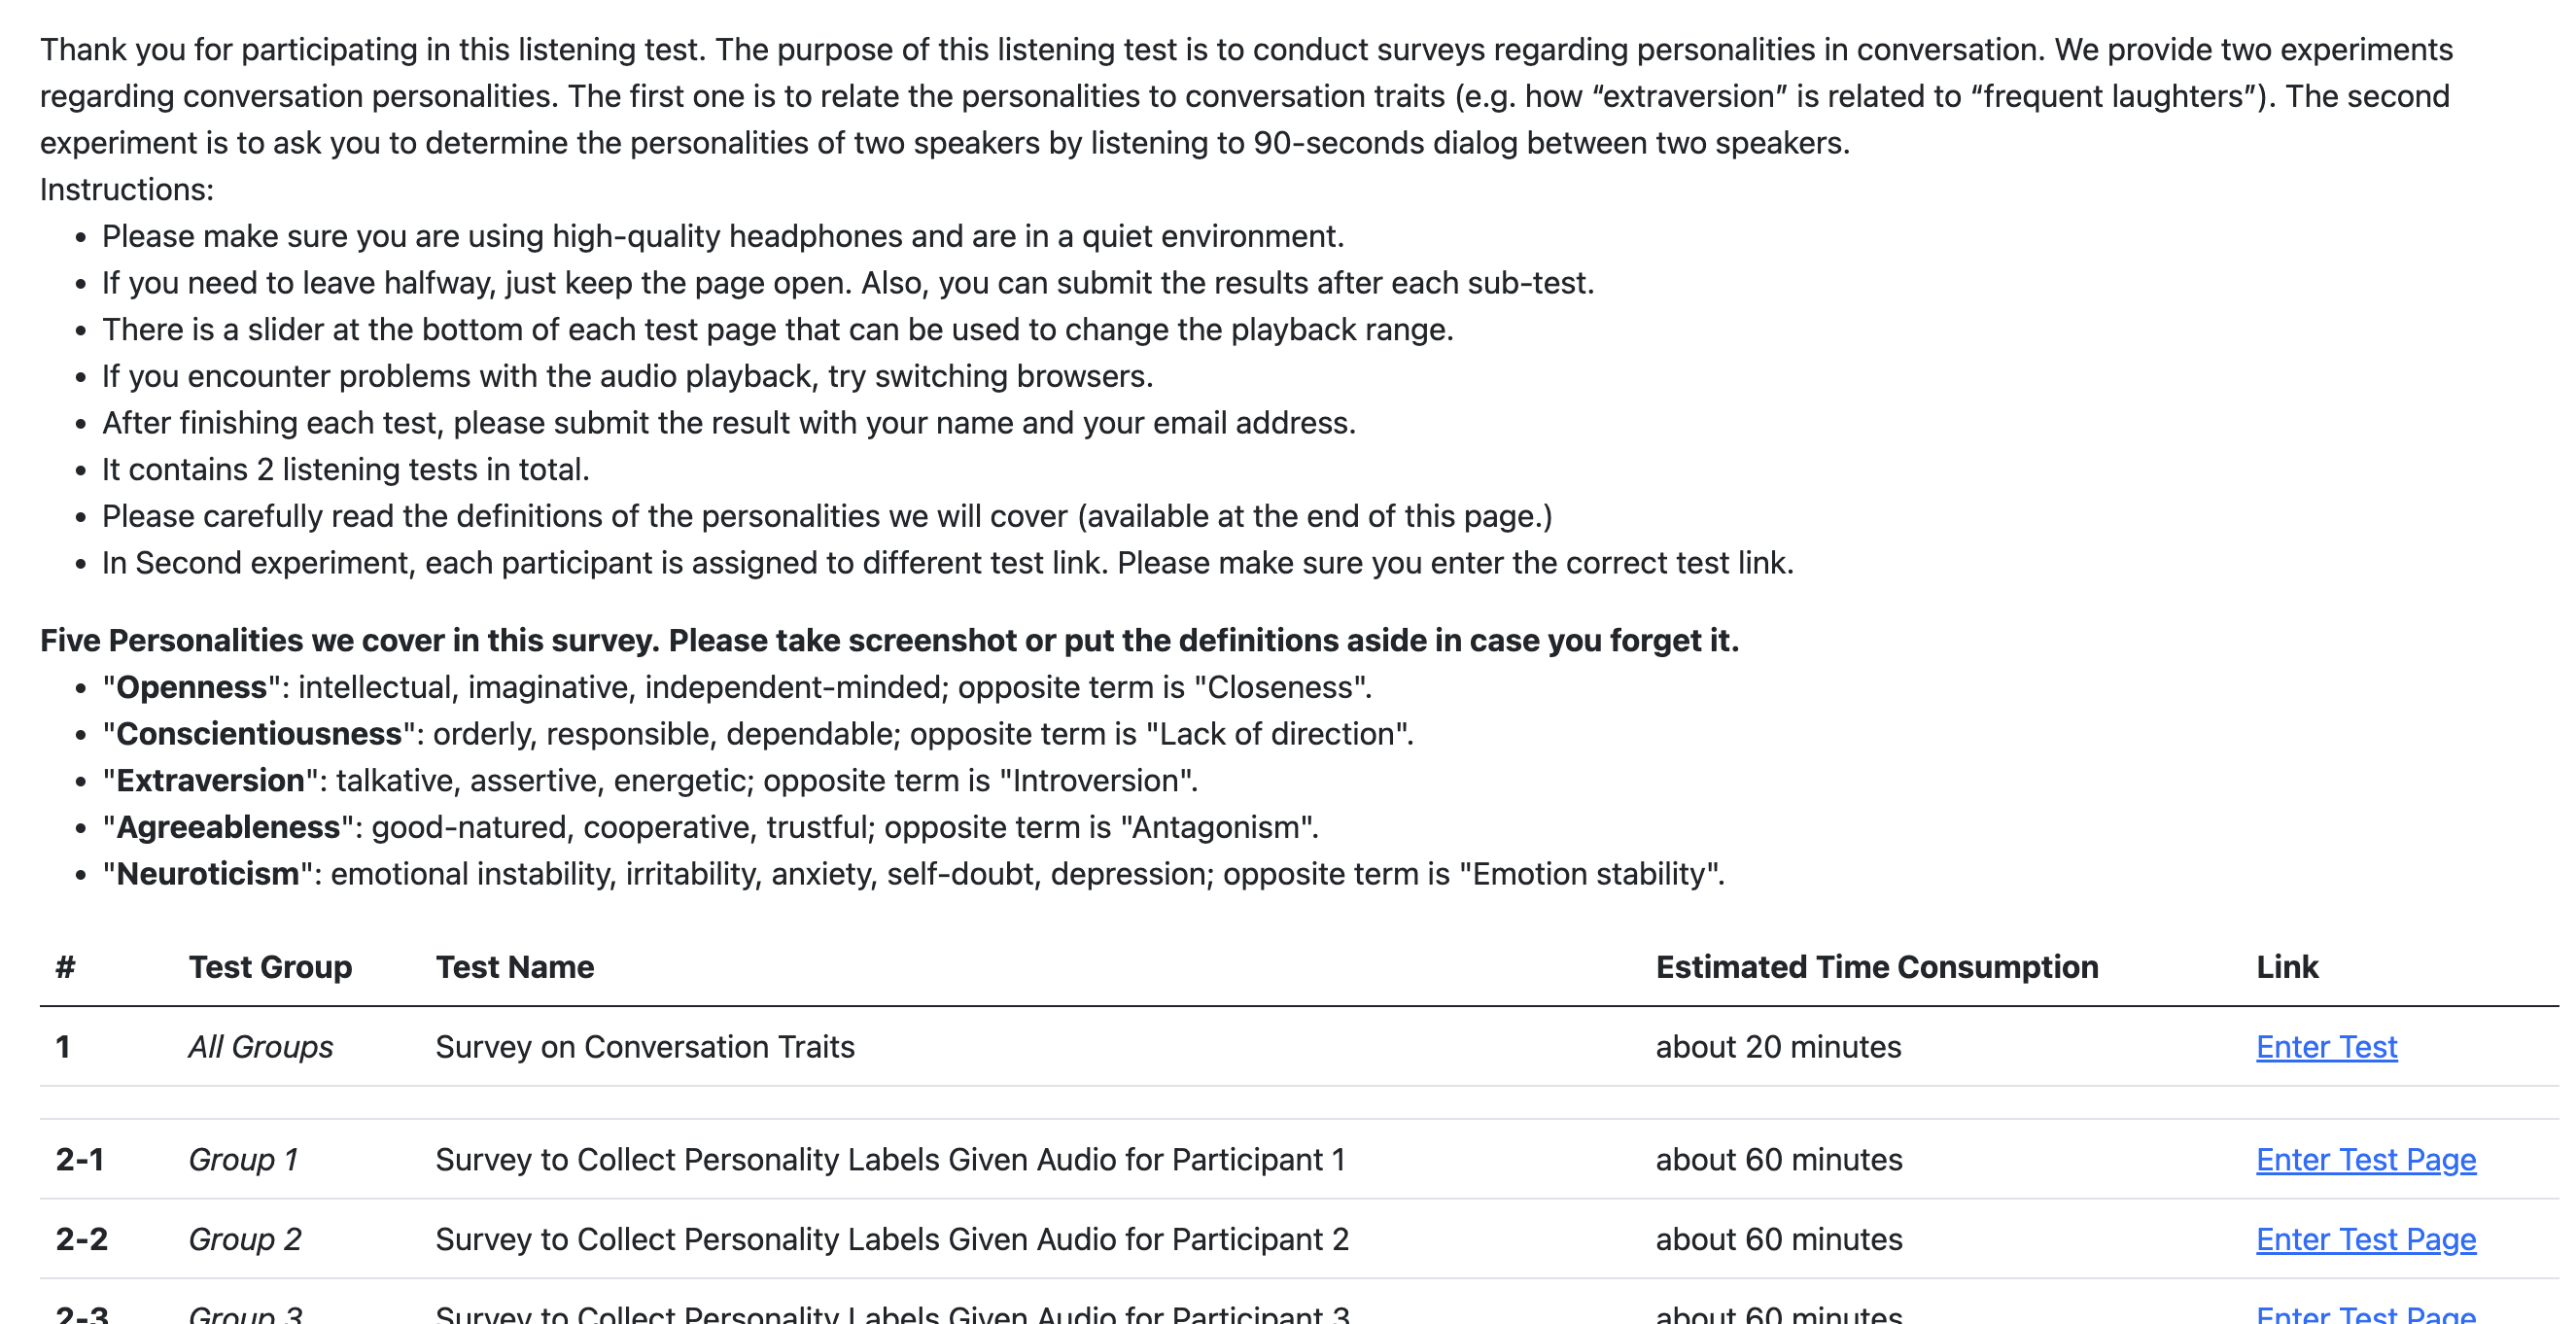 Thank you for participating in this listening test. The purpose of this listening test is to conduct surveys regarding personalities in conversation. We provide two experiments
regarding conversation personalities. The first one is to relate the personalities to conversation traits (e.g. how “extraversion” is related to “frequent laughters”). The second
experiment is to ask you to determine the personalities of two speakers by listening to 90-seconds dialog between two speakers.
Instructions:
• Please make sure you are using high-quality headphones and are in a quiet environment.
• If you need to leave halfway, just keep the page open. Also, you can submit the results after each sub-test.
• There is a slider at the bottom of each test page that can be used to change the playback range.
• If you encounter problems with the audio playback, try switching browsers.
• After finishing each test, please submit the result with your name and your email address.
• It contains 2 listening tests in total.
• Please carefully read the definitions of the personalities we will cover (available at the end of this page.)
• In Second experiment, each participant is assigned to different test link. Please make sure you enter the correct test link.
Five Personalities we cover in this survey. Please take screenshot or put the definitions aside in case you forget it.
• "Openness": intellectual, imaginative, independent-minded; opposite term is "Closeness".
• "Conscientiousness": orderly, responsible, dependable; opposite term is "Lack of direction".
• "Extraversion": talkative, assertive, energetic; opposite term is "Introversion".
• "Agreeableness": good-natured, cooperative, trustful; opposite term is "Antagonism".
• "Neuroticism": emotional instability, irritability, anxiety, self-doubt, depression; opposite term is "Emotion stability".
# Test Group Test Name Estimated Time Consumption Link
1 All Groups Survey on Conversation Traits about 20 minutes Enter Test
2-1 Group 1 Survey to Collect Personality Labels Given Audio for Participant 1 about 60 minutes Enter Test Page
2-2 Group 2 Survey to Collect Personality Labels Given Audio for Participant 2 about 60 minutes Enter Test Page
2-3 Group 3 Survey to Collect Personality Labels Given Audio for Participant 3 about 60 minutes Enter Test Page